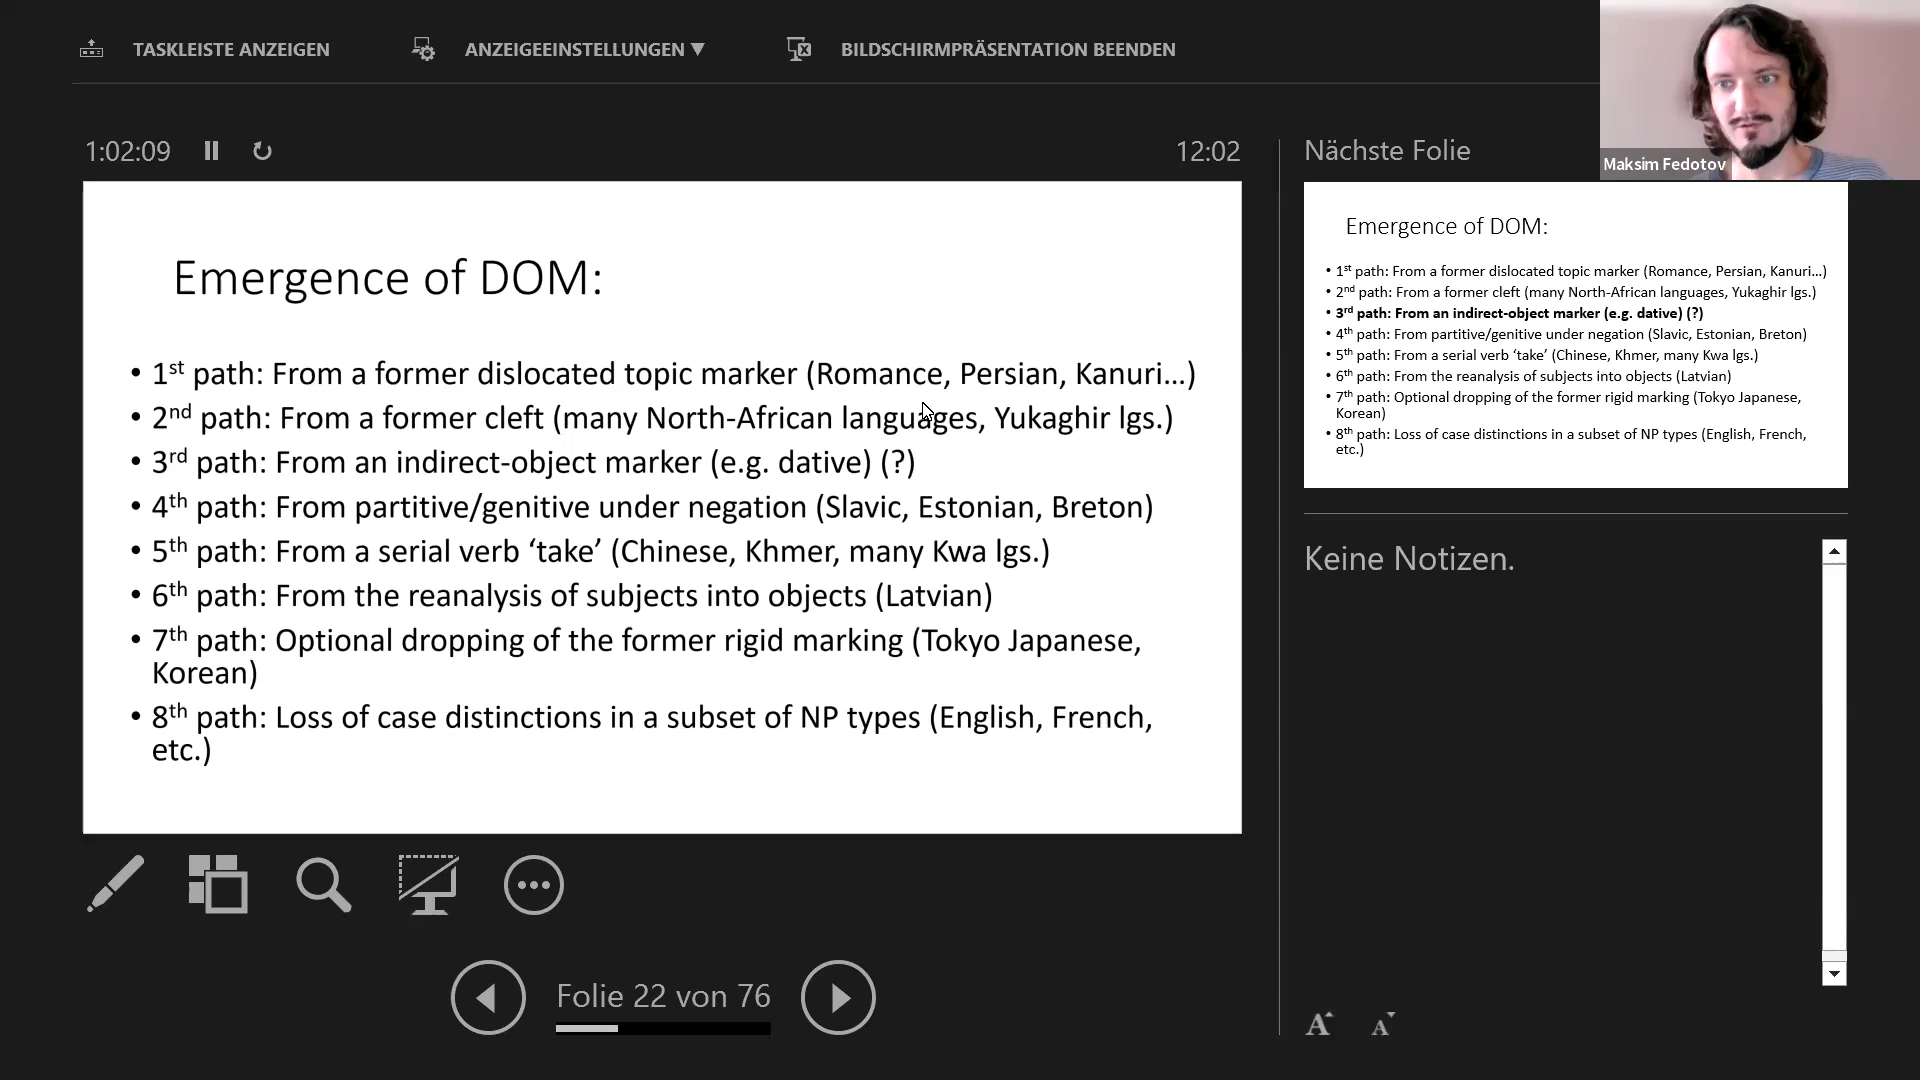 TASKLEISTE ANZEIGEN
ANZEIGEEINSTELLUNGEN ▼
BILDSCHIRMPRÄSENTATION BEENDEN
Maksim Fedotov
1:02:09
12:02
Emergence of DOM:
• 1st path: From a former dislocated topic marker (Romance, Persian, Kanuri...)
• 2nd path: From a former cleft (many North-African languages, Yukaghir lgs.)
• 3rd path: From an indirect-object marker (e.g. dative) (?)
• 4th path: From partitive/genitive under negation (Slavic, Estonian, Breton)
• 5th path: From a serial verb ‘take’ (Chinese, Khmer, many Kwa lgs.)
• 6th path: From the reanalysis of subjects into objects (Latvian)
• 7th path: Optional dropping of the former rigid marking (Tokyo Japanese,
Korean)
• 8th path: Loss of case distinctions in a subset of NP types (English, French,
etc.)
Folie 22 von 76
Nächste Folie
Emergence of DOM:
• 1st path: From a former dislocated topic marker (Romance, Persian, Kanuri...)
• 2nd path: From a former cleft (many North-African languages, Yukaghir lgs.)
• 3rd path: From an indirect-object marker (e.g. dative) (?)
• 4th path: From partitive/genitive under negation (Slavic, Estonian, Breton)
• 5th path: From a serial verb ‘take’ (Chinese, Khmer, many Kwa lgs.)
• 6th path: From the reanalysis of subjects into objects (Latvian)
• 7th path: Optional dropping of the former rigid marking (Tokyo Japanese,
Korean)
• 8th path: Loss of case distinctions in a subset of NP types (English, French,
etc.)
Keine Notizen.
A A